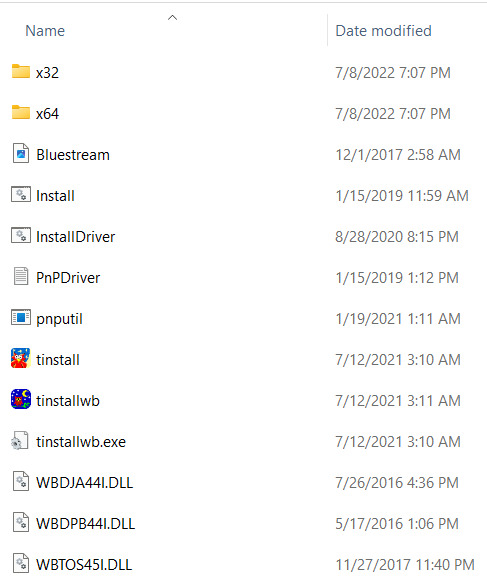 Name Date modified
x32 7/8/2022 7:07 PM
x64 7/8/2022 7:07 PM
Bluestream 12/1/2017 2:58 AM
Install 1/15/2019 11:59 AM
InstallDriver 8/28/2020 8:15 PM
PnPDriver 1/15/2019 1:12 PM
pnputil 1/19/2021 1:11 AM
tinstall 7/12/2021 3:10 AM
tinstallwb 7/12/2021 3:11 AM
tinstallwb.exe 7/12/2021 3:10 AM
WBDJA44I.DLL 7/26/2016 4:36 PM
WBDPB44I.DLL 5/17/2016 1:06 PM
WBTOS45I.DLL 11/27/2017 11:40 PM